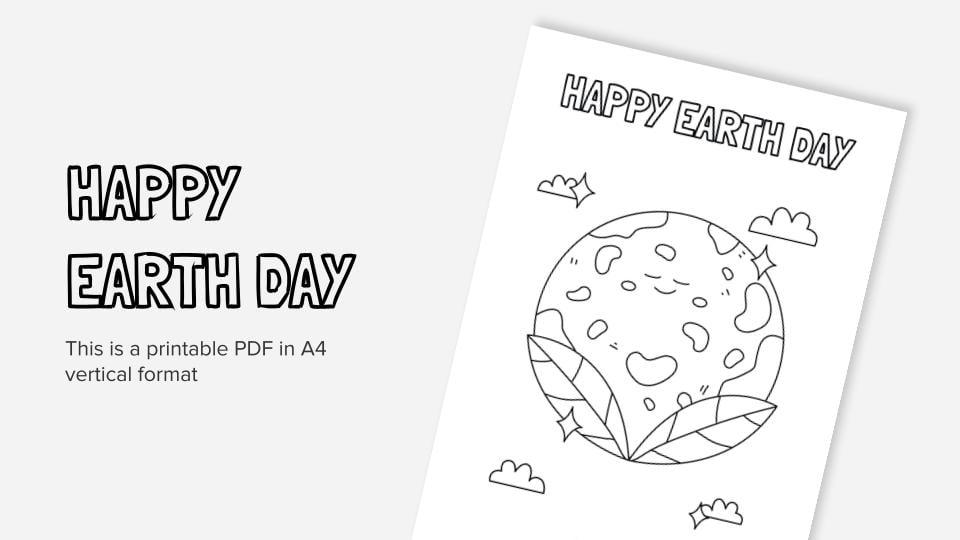 HAPPY
EARTH DAY
This is a printable PDF in A4
vertical format
HAPPY EARTH DAY